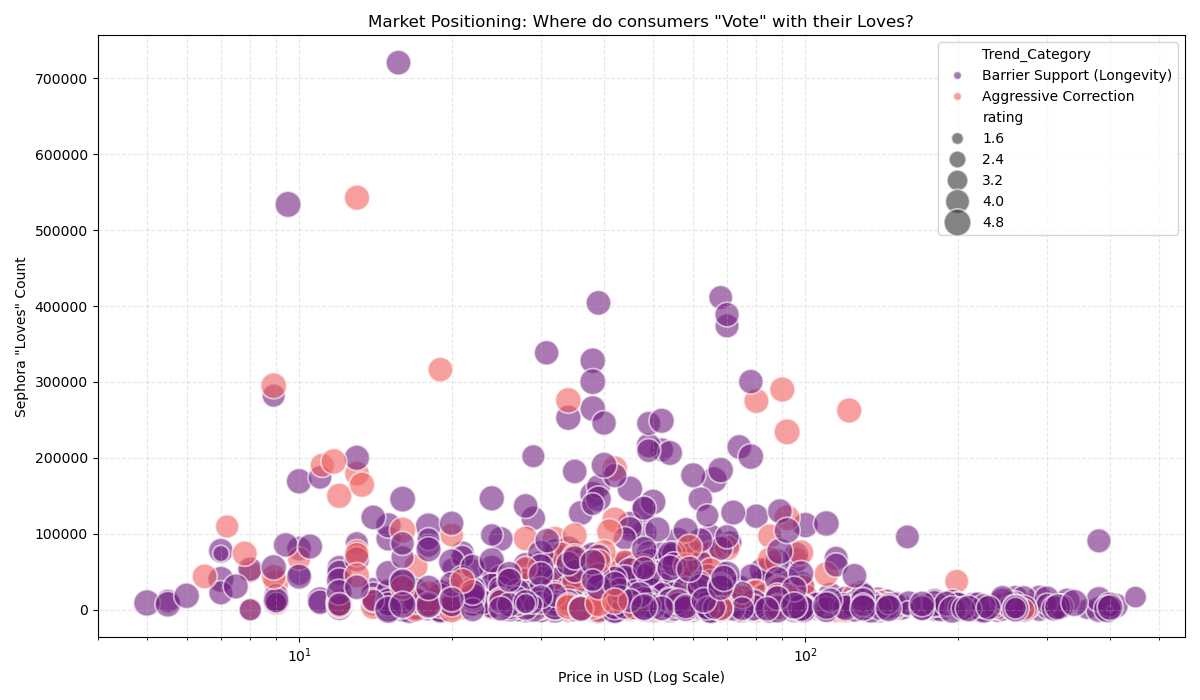 Market Positioning: Where do consumers "Vote" with their Loves?
Trend_Category
Barrier Support (Longevity)
Aggressive Correction
rating
1.6
2.4
3.2
4.0
4.8
700000
600000
500000
400000
300000
200000
100000
0
Sephora "Loves" Count
10¹
10²
Price in USD (Log Scale)